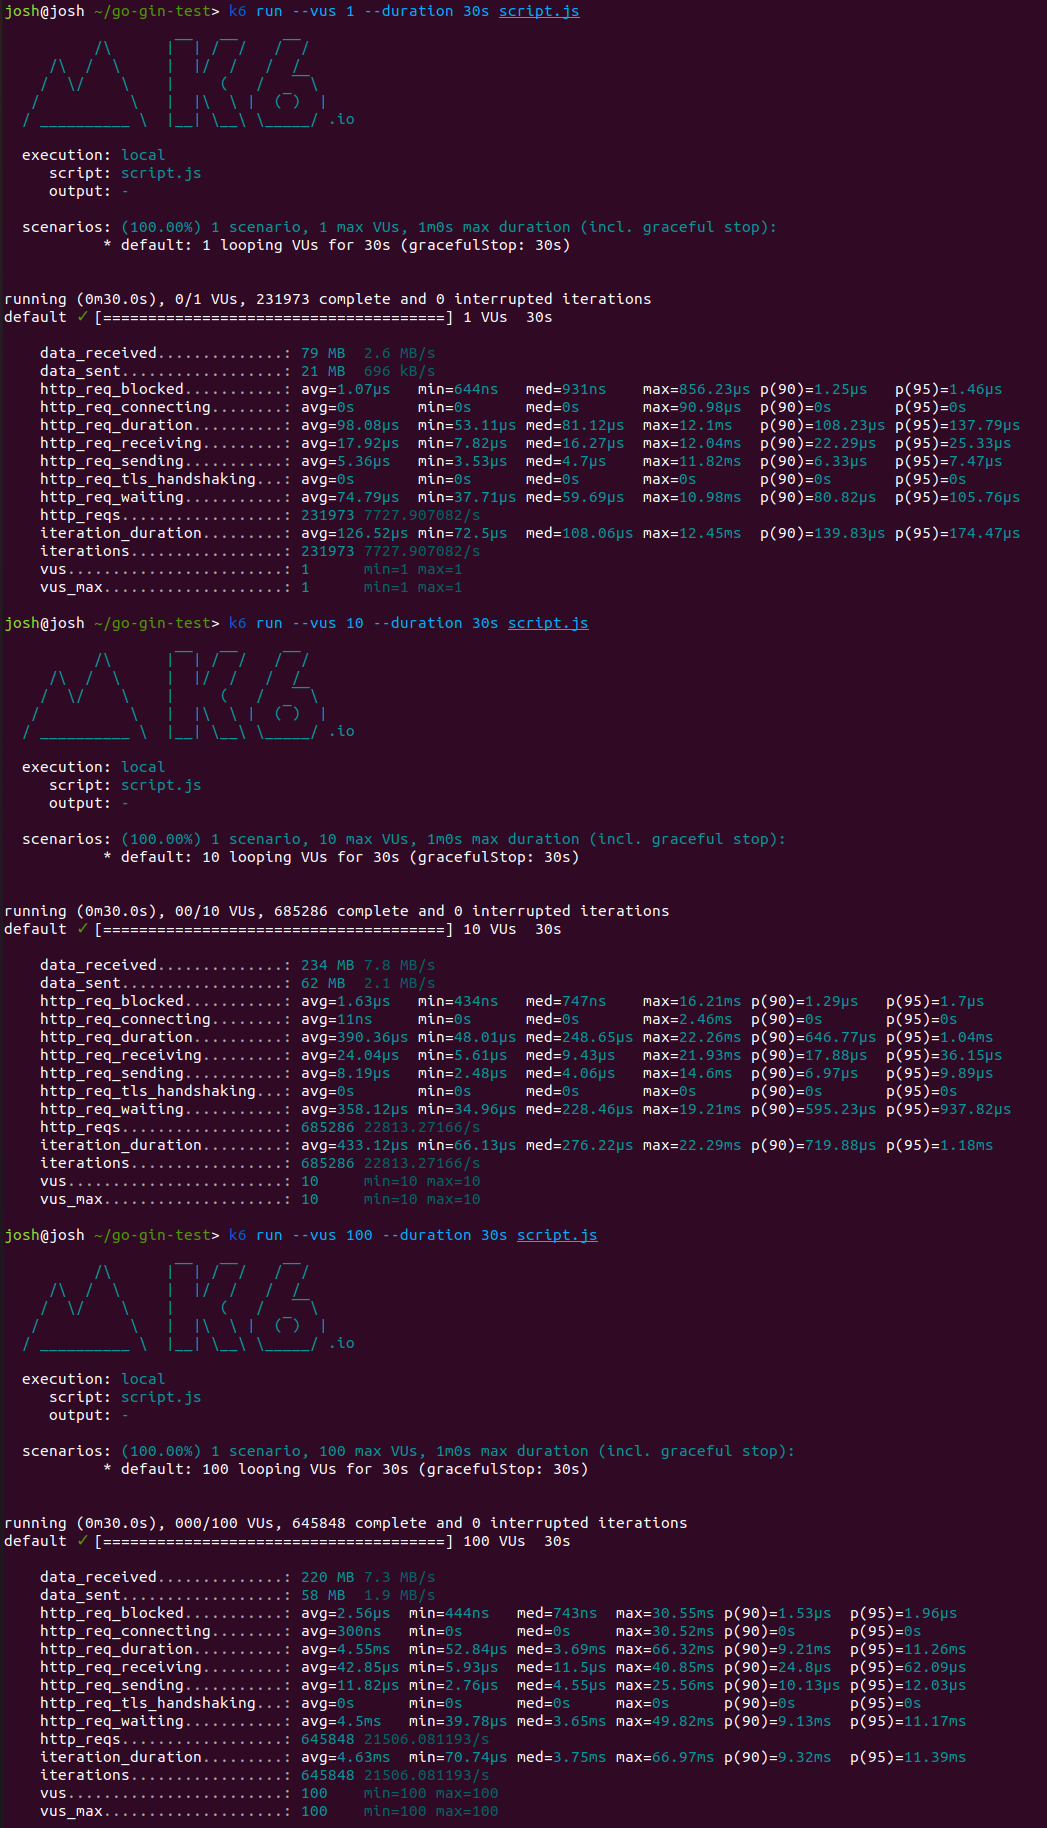 josh@josh ~/go-gin-test> k6 run --vus 1 --duration 30s script.js
          /\      |‾‾| /‾‾/   /‾‾/
     /\  /  \     |  |/  /   /  /
    /  \/    \    |     (   /   ‾‾\
   /          \   |  |\  \ |  (‾)  |
  / __________ \  |__| \__\ \_____/ .io
execution: local
script: script.js
output: -
scenarios: (100.00%) 1 scenario, 1 max VUs, 1m0s max duration (incl. graceful stop):
* default: 1 looping VUs for 30s (gracefulStop: 30s)
running (0m30.0s), 0/1 VUs, 231973 complete and 0 interrupted iterations
default ✓ [======================================] 1 VUs  30s
data_received..............: 79 MB  2.6 MB/s
data_sent..................: 21 MB  696 kB/s
http_req_blocked...........: avg=1.07µs   min=644ns   med=931ns    max=856.23µs p(90)=1.25µs   p(95)=1.46µs
http_req_connecting........: avg=0s       min=0s      med=0s       max=90.98µs  p(90)=0s       p(95)=0s
http_req_duration..........: avg=98.08µs  min=53.11µs med=81.12µs  max=12.1ms   p(90)=108.23µs p(95)=137.79µs
http_req_receiving.........: avg=17.92µs  min=7.82µs  med=16.27µs  max=12.04ms  p(90)=22.29µs  p(95)=25.33µs
http_req_sending...........: avg=5.36µs   min=3.53µs  med=4.7µs    max=11.82ms  p(90)=6.33µs   p(95)=7.47µs
http_req_tls_handshaking...: avg=0s       min=0s      med=0s       max=0s       p(90)=0s       p(95)=0s
http_req_waiting...........: avg=74.79µs  min=37.71µs med=59.69µs  max=10.98ms  p(90)=80.82µs  p(95)=105.76µs
http_reqs..................: 231973 7727.907082/s
iteration_duration.........: avg=126.52µs min=72.5µs  med=108.06µs max=12.45ms  p(90)=139.83µs p(95)=174.47µs
iterations.................: 231973 7727.907082/s
vus........................: 1      min=1 max=1
vus_max....................: 1      min=1 max=1
josh@josh ~/go-gin-test> k6 run --vus 10 --duration 30s script.js
          /\      |‾‾| /‾‾/   /‾‾/
     /\  /  \     |  |/  /   /  /
    /  \/    \    |     (   /   ‾‾\
   /          \   |  |\  \ |  (‾)  |
  / __________ \  |__| \__\ \_____/ .io
execution: local
script: script.js
output: -
scenarios: (100.00%) 1 scenario, 10 max VUs, 1m0s max duration (incl. graceful stop):
* default: 10 looping VUs for 30s (gracefulStop: 30s)
running (0m30.0s), 00/10 VUs, 685286 complete and 0 interrupted iterations
default ✓ [======================================] 10 VUs  30s
data_received..............: 234 MB 7.8 MB/s
data_sent..................: 62 MB  2.1 MB/s
http_req_blocked...........: avg=1.63µs   min=434ns   med=747ns    max=16.21ms p(90)=1.29µs   p(95)=1.7µs
http_req_connecting........: avg=11ns     min=0s      med=0s       max=2.46ms  p(90)=0s       p(95)=0s
http_req_duration..........: avg=390.36µs min=48.01µs med=248.65µs max=22.26ms p(90)=646.77µs p(95)=1.04ms
http_req_receiving.........: avg=24.04µs  min=5.61µs  med=9.43µs   max=21.93ms p(90)=17.88µs  p(95)=36.15µs
http_req_sending...........: avg=8.19µs   min=2.48µs  med=4.06µs   max=14.6ms  p(90)=6.97µs   p(95)=9.89µs
http_req_tls_handshaking...: avg=0s       min=0s      med=0s       max=0s      p(90)=0s       p(95)=0s
http_req_waiting...........: avg=358.12µs min=34.96µs med=228.46µs max=19.21ms p(90)=595.23µs p(95)=937.82µs
http_reqs..................: 685286 22813.27166/s
iteration_duration.........: avg=433.12µs min=66.13µs med=276.22µs max=22.29ms p(90)=719.88µs p(95)=1.18ms
iterations.................: 685286 22813.27166/s
vus........................: 10     min=10 max=10
vus_max....................: 10     min=10 max=10
josh@josh ~/go-gin-test> k6 run --vus 100 --duration 30s script.js
          /\      |‾‾| /‾‾/   /‾‾/
     /\  /  \     |  |/  /   /  /
    /  \/    \    |     (   /   ‾‾\
   /          \   |  |\  \ |  (‾)  |
  / __________ \  |__| \__\ \_____/ .io
execution: local
script: script.js
output: -
scenarios: (100.00%) 1 scenario, 100 max VUs, 1m0s max duration (incl. graceful stop):
* default: 100 looping VUs for 30s (gracefulStop: 30s)
running (0m30.0s), 000/100 VUs, 645848 complete and 0 interrupted iterations
default ✓ [======================================] 100 VUs  30s
data_received..............: 220 MB 7.3 MB/s
data_sent..................: 58 MB  1.9 MB/s
http_req_blocked...........: avg=2.56µs  min=444ns   med=743ns  max=30.55ms p(90)=1.53µs  p(95)=1.96µs
http_req_connecting........: avg=300ns   min=0s      med=0s     max=30.52ms p(90)=0s      p(95)=0s
http_req_duration..........: avg=4.55ms  min=52.84µs med=3.69ms max=66.32ms p(90)=9.21ms  p(95)=11.26ms
http_req_receiving.........: avg=42.85µs min=5.93µs  med=11.5µs max=40.85ms p(90)=24.8µs  p(95)=62.09µs
http_req_sending...........: avg=11.82µs min=2.76µs  med=4.55µs max=25.56ms p(90)=10.13µs p(95)=12.03µs
http_req_tls_handshaking...: avg=0s      min=0s      med=0s     max=0s      p(90)=0s      p(95)=0s
http_req_waiting...........: avg=4.5ms   min=39.78µs med=3.65ms max=49.82ms p(90)=9.13ms  p(95)=11.17ms
http_reqs..................: 645848 21506.081193/s
iteration_duration.........: avg=4.63ms  min=70.74µs med=3.75ms max=66.97ms p(90)=9.32ms  p(95)=11.39ms
iterations.................: 645848 21506.081193/s
vus........................: 100    min=100 max=100
vus_max....................: 100    min=100 max=100